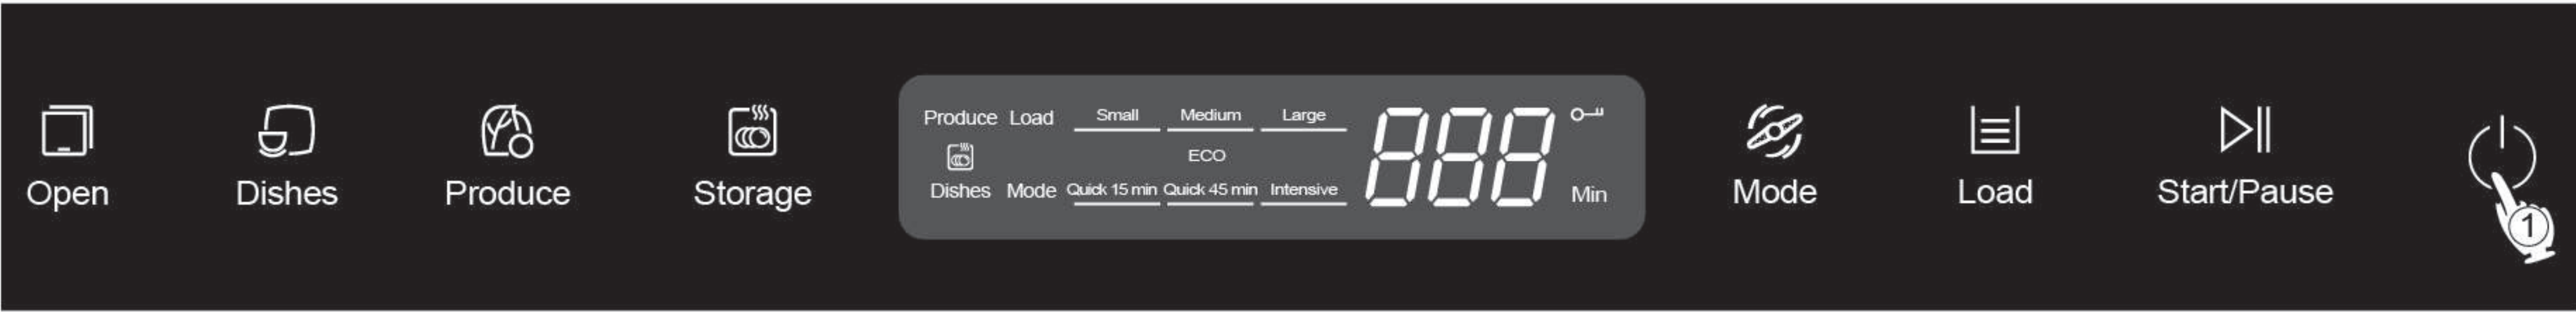 Open
Dishes
Produce
Storage
Produce Load Small Medium Large
ECO
Dishes Mode Quick 15 min Quick 45 min Intensive
888
Min
Mode
Load
Start/Pause
1